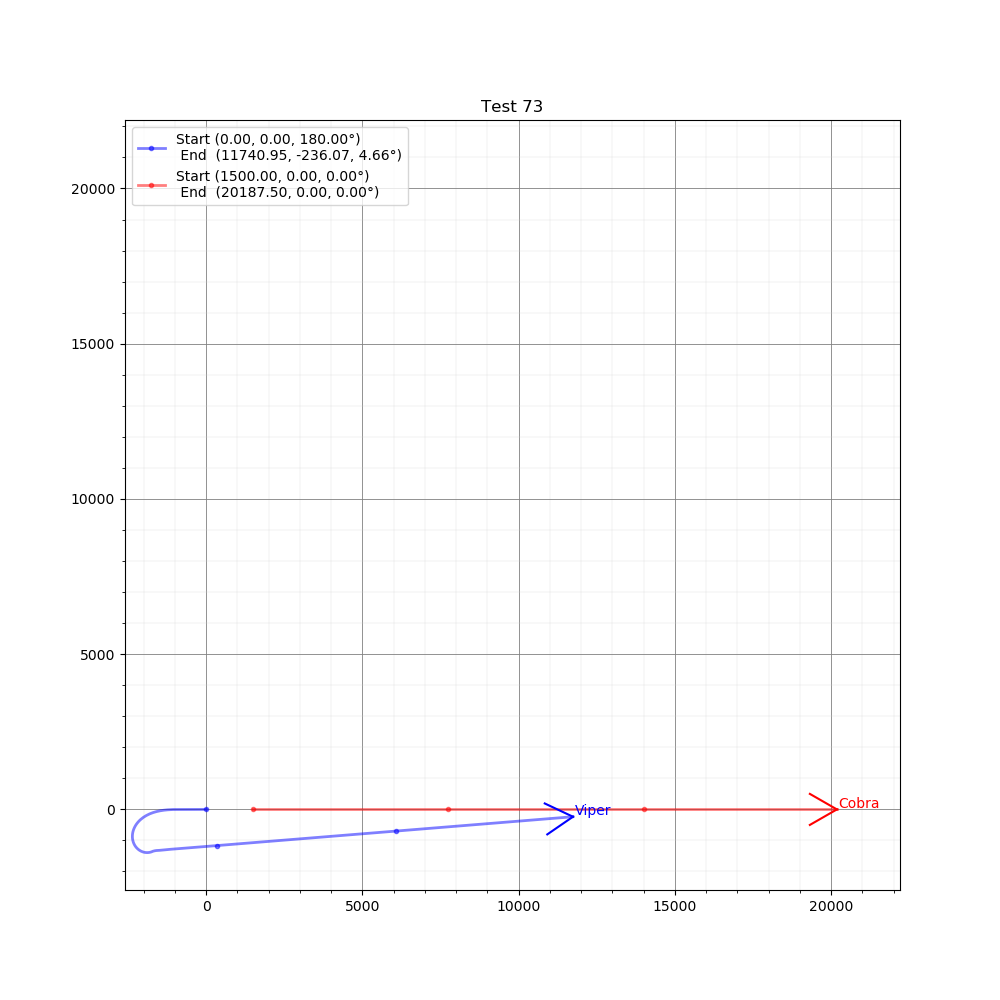 Test 73
Start (0.00, 0.00, 180.00°)
End (11740.95, -236.07, 4.66°)
Start (1500.00, 0.00, 0.00°)
End (20187.50, 0.00, 0.00°)
20000
15000
10000
5000
0
Viper
Cobra
0
5000
10000
15000
20000